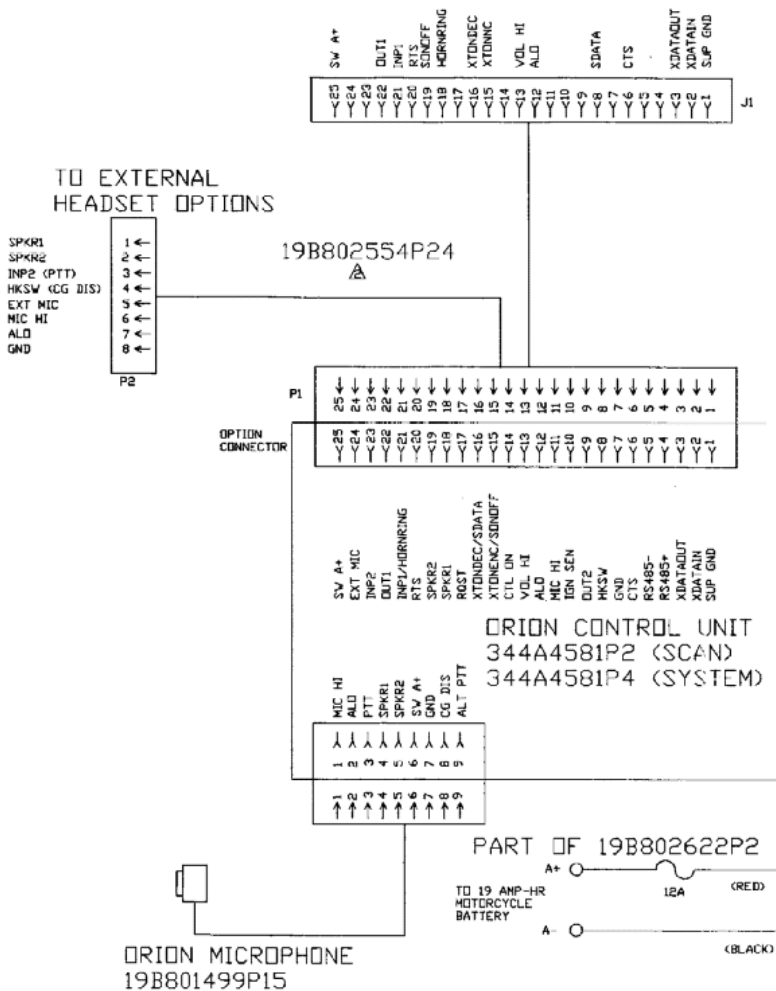 SW A+
OUT1
INP1
RTS
SONOFF
HORNRING
XTONDEC
XTONNC
VOL HI
ALO
SDATA
CTS
XDATAOUT
XDATAIN
SUP GND
25 24 23 22 21 20 19 18 17 16 15 14 13 12 11 10 9 8 7 6 5 4 3 2 1
J1
TO EXTERNAL
HEADSET OPTIONS
SPKR1 1
SPKR2 2
INP2 (PTT) 3
HKSW (CG DIS) 4
EXT MIC 5
MIC HI 6
ALO 7
GND 8
P2
19B802554P24
2
P1
25 24 23 22 21 20 19 18 17 16 15 14 13 12 11 10 9 8 7 6 5 4 3 2 1
OPTION
CONNECTOR
25 24 23 22 21 20 19 18 17 16 15 14 13 12 11 10 9 8 7 6 5 4 3 2 1
SW A+
EXT MIC
INP2
OUT1
INP1/HORNRING
RTS
SPKR2
SPKR1
RQST
XTONDEC/SDATA
XTONENC/SONOFF
CTL ON
VOL HI
ALO
MIC HI
IGN SEN
OUT2
HKSW
GND
CTS
RS485-
RS485+
XDATAOUT
XDATAIN
SUP GND
ORION CONTROL UNIT
344A4581P2 (SCAN)
344A4581P4 (SYSTEM)
MIC HI
ALO
PTT
SPKR1
SPKR2
SW A+
GND
CG DIS
ALT PTT
1 2 3 4 5 6 7 8 9
1 2 3 4 5 6 7 8 9
PART OF 19B802622P2
A+
12A
(RED)
TO 19 AMP-HR
MOTORCYCLE
BATTERY
A-
(BLACK)
ORION MICROPHONE
19B801499P15